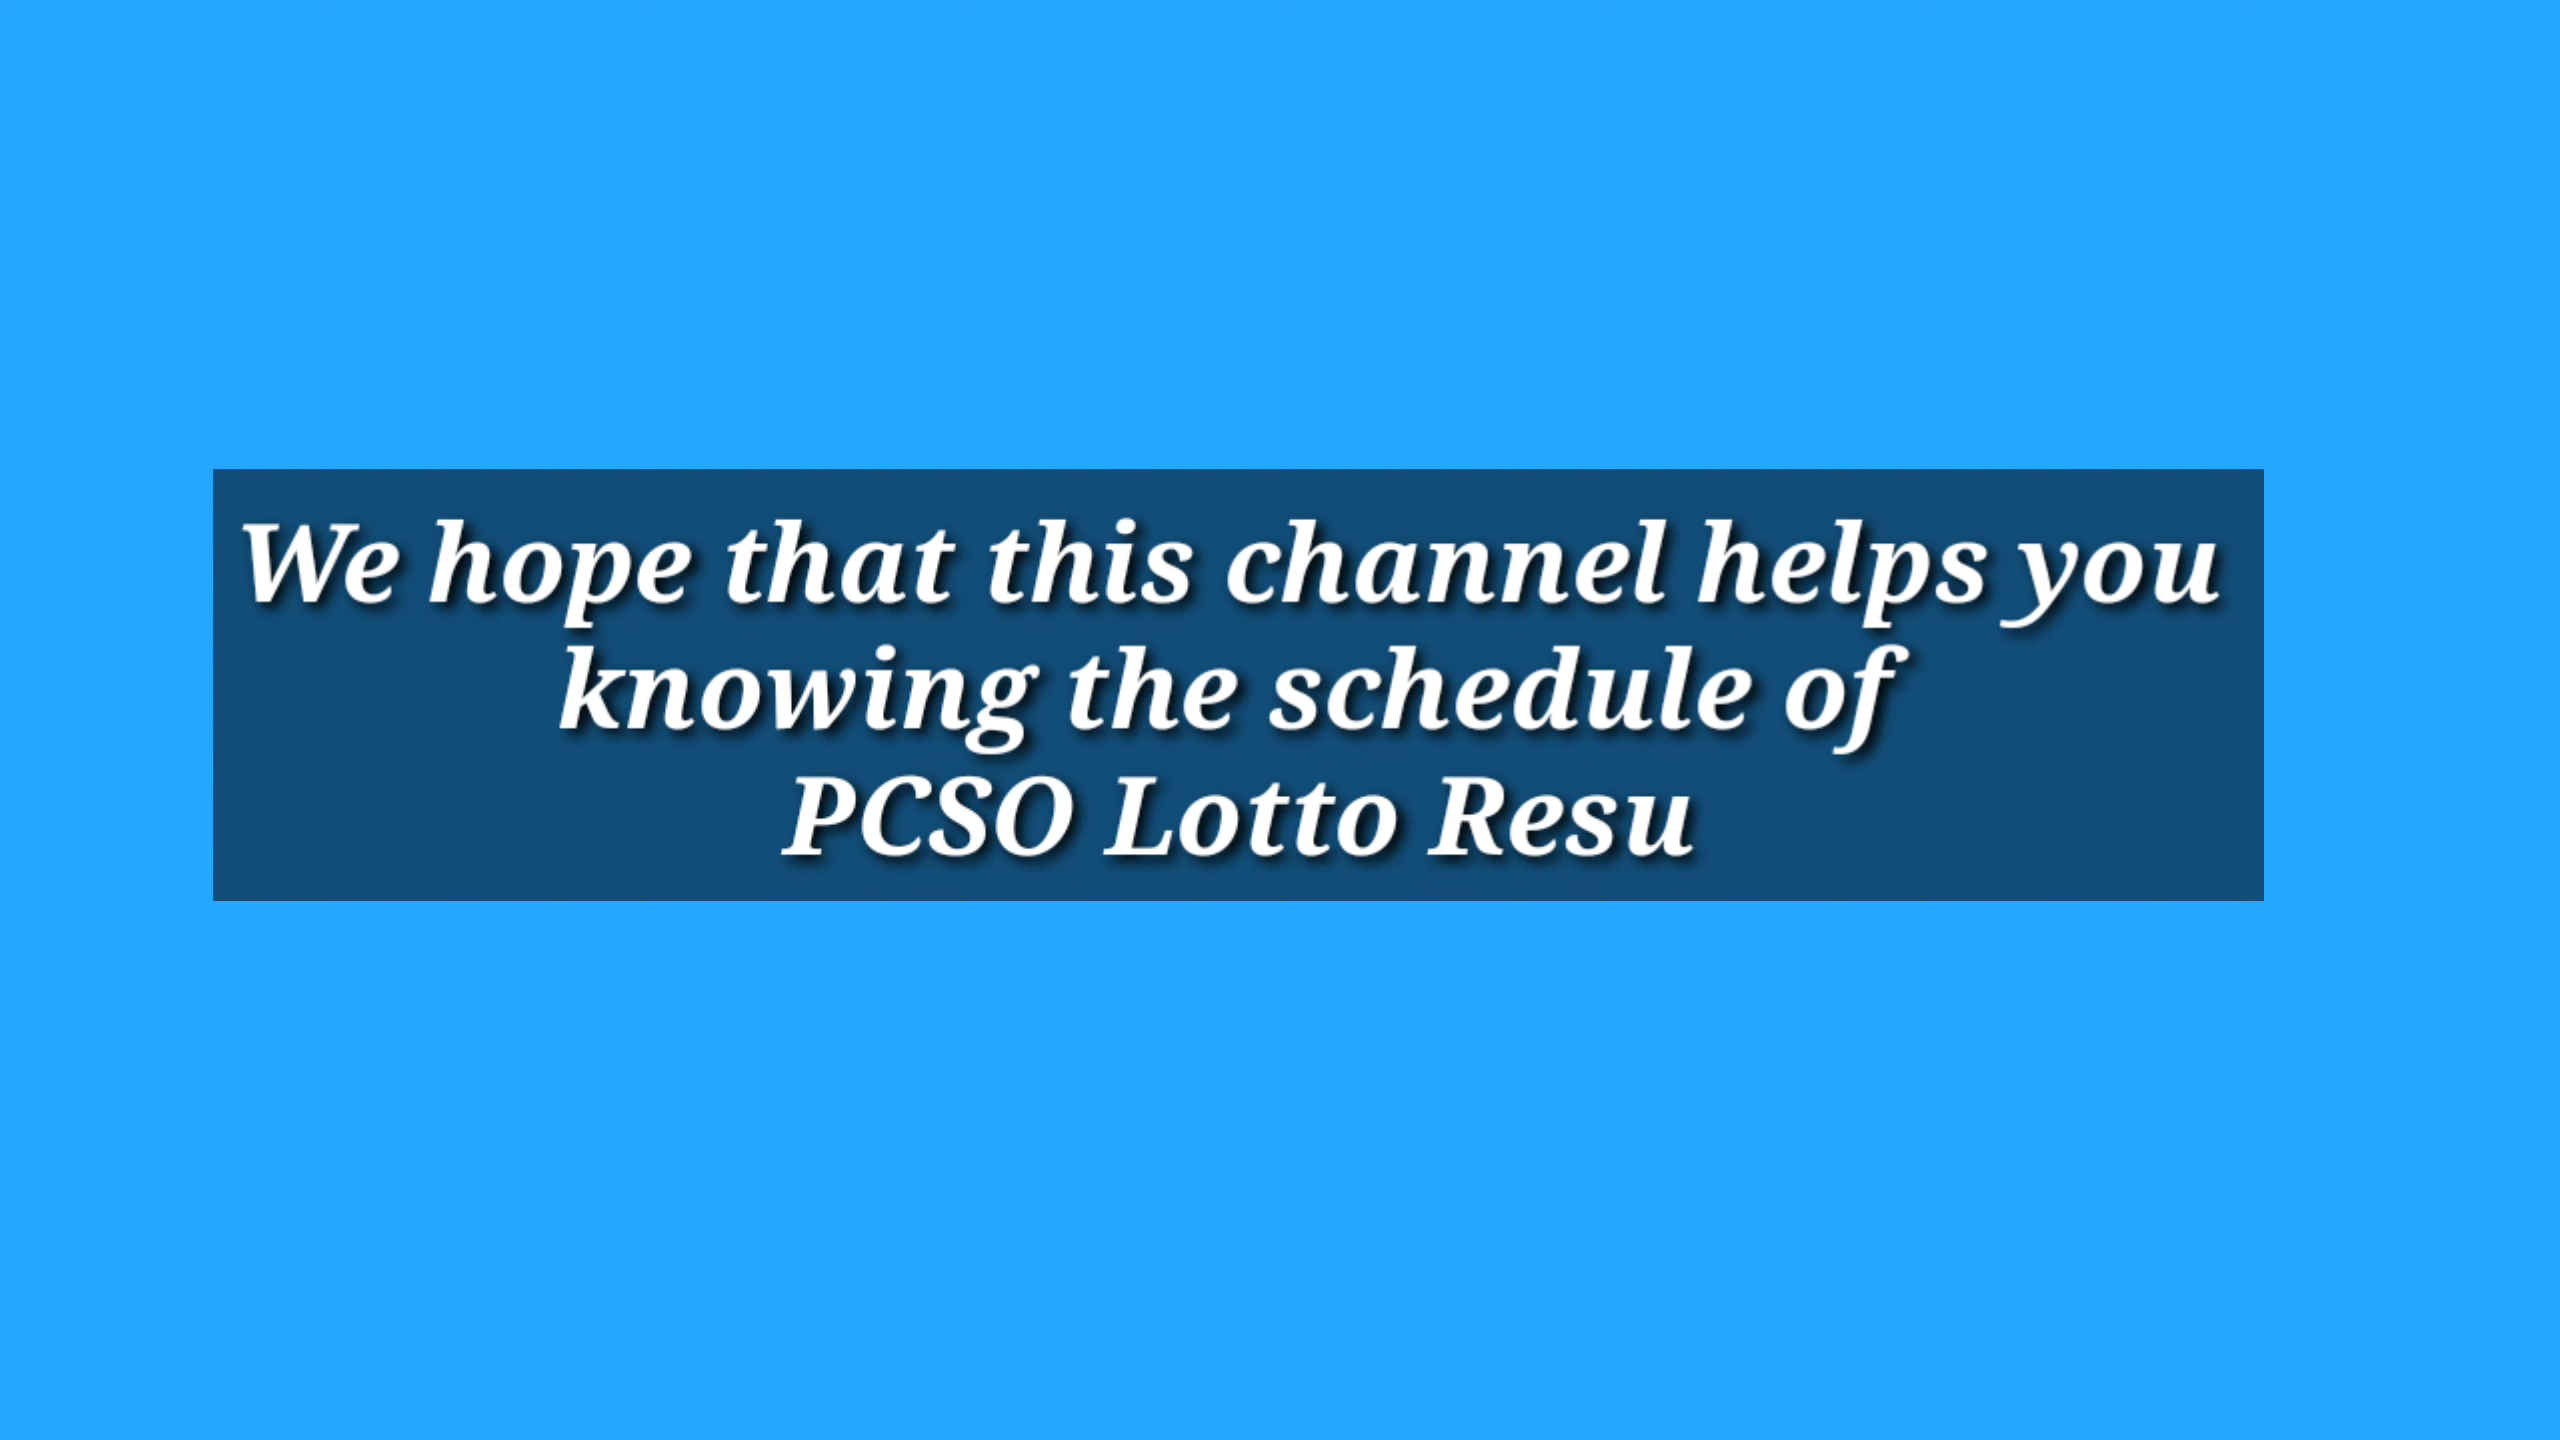 We hope that this channel helps you
knowing the schedule of
PCSO Lotto Resu